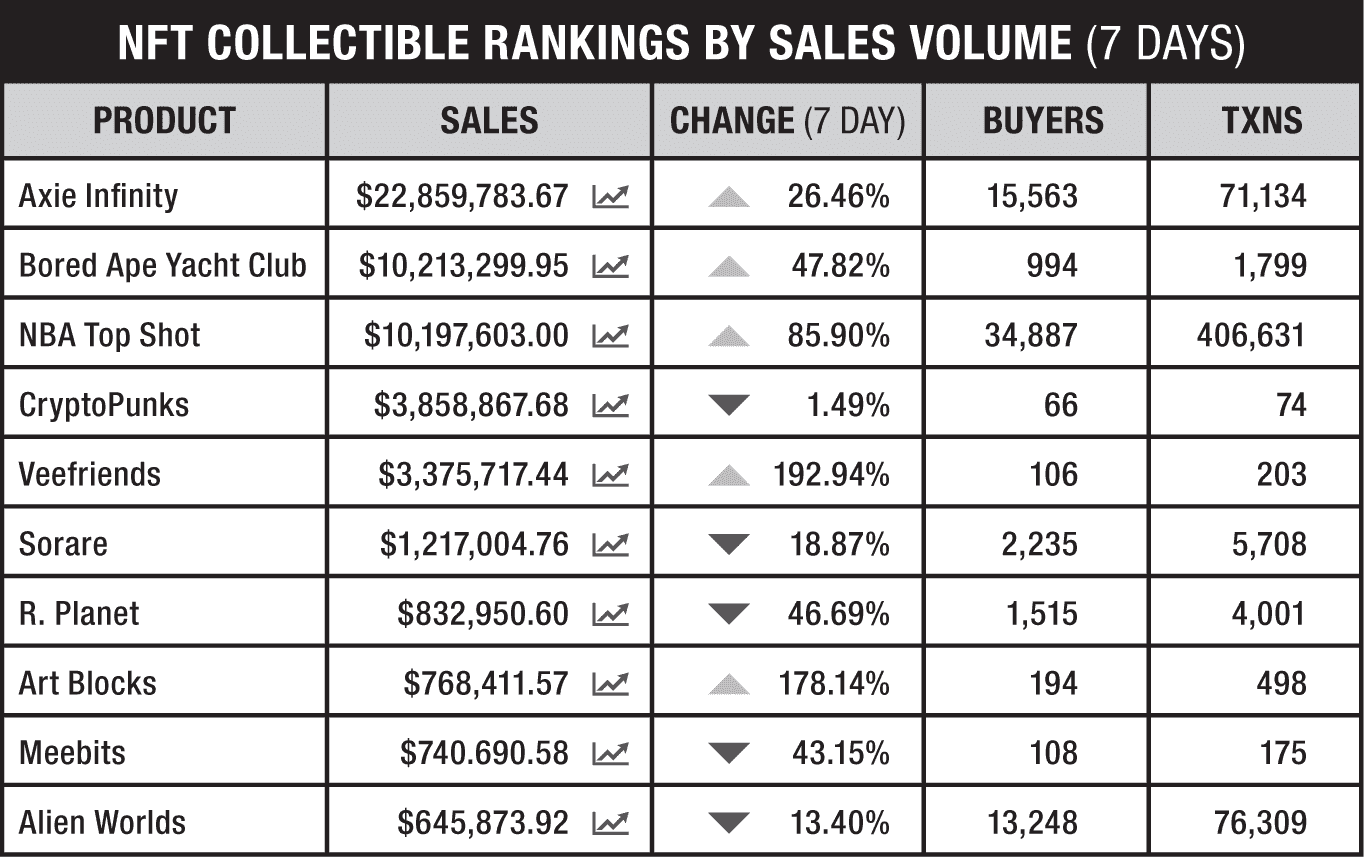 NFT COLLECTIBLE RANKINGS BY SALES VOLUME (7 DAYS)
PRODUCT SALES CHANGE (7 DAY) BUYERS TXNS
Axie Infinity $22,859,783.67 26.46% 15,563 71,134
Bored Ape Yacht Club $10,213,299.95 47.82% 994 1,799
NBA Top Shot $10,197,603.00 85.90% 34,887 406,631
CryptoPunks $3,858,867.68 1.49% 66 74
Veefriends $3,375,717.44 192.94% 106 203
Sorare $1,217,004.76 18.87% 2,235 5,708
R. Planet $832,950.60 46.69% 1,515 4,001
Art Blocks $768,411.57 178.14% 194 498
Meebits $740.690.58 43.15% 108 175
Alien Worlds $645,873.92 13.40% 13,248 76,309